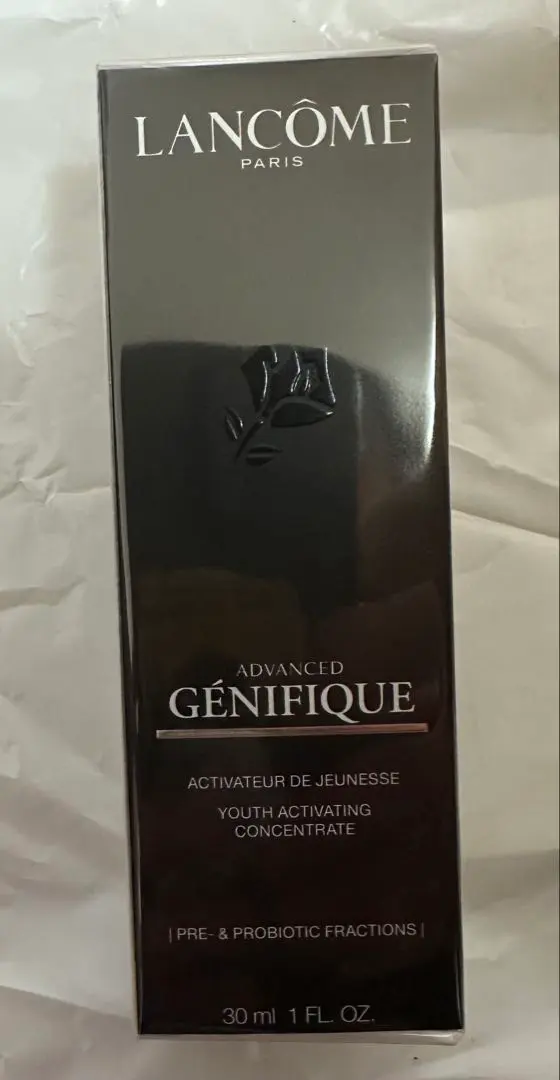 LANCÔME
PARIS
ADVANCED
GÉNIFIQUE
ACTIVATEUR DE JEUNESSE
YOUTH ACTIVATING
CONCENTRATE
| PRE- & PROBIOTIC FRACTIONS |
30 ml 1 FL. OZ.